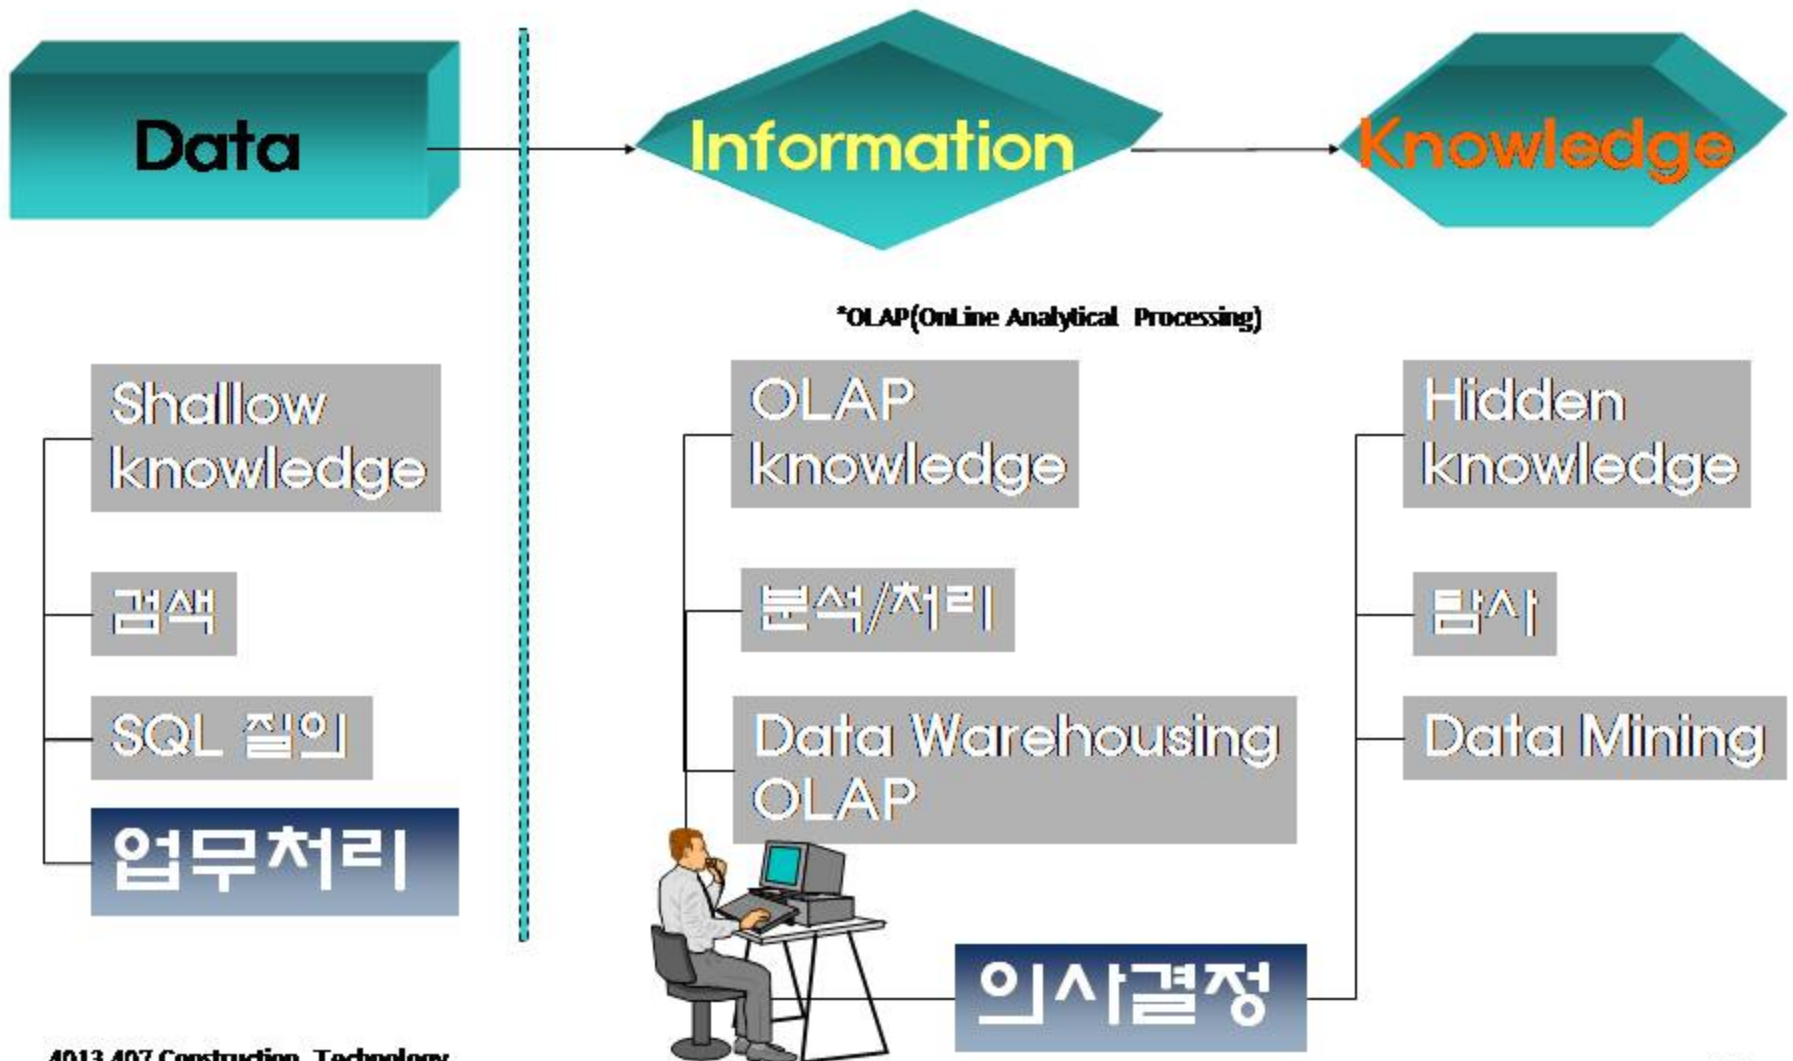 Data
Information
Knowledge
*OLAP(OnLine Analytical Processing)
Shallow
knowledge
검색
SQL 질의
업무처리
OLAP
knowledge
분석/처리
Data Warehousing
OLAP
Hidden
knowledge
탐사
Data Mining
의사결정
4013.407 Construction Technology